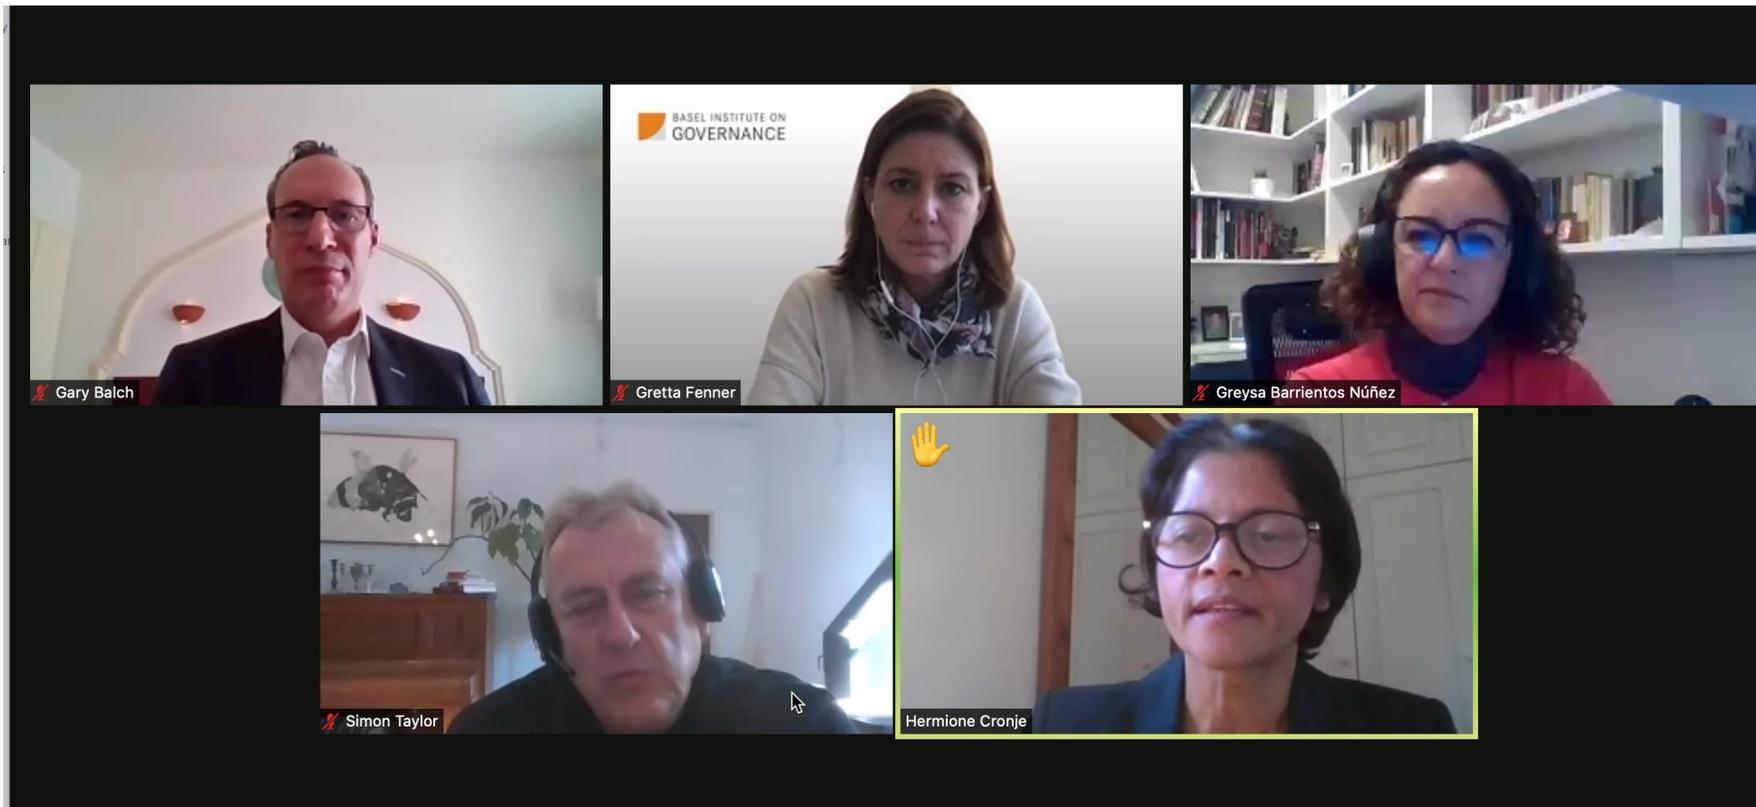 BASEL INSTITUTE ON
GOVERNANCE
Gary Balch
Gretta Fenner
Greysa Barrientos Núñez
Simon Taylor
Hermione Cronje